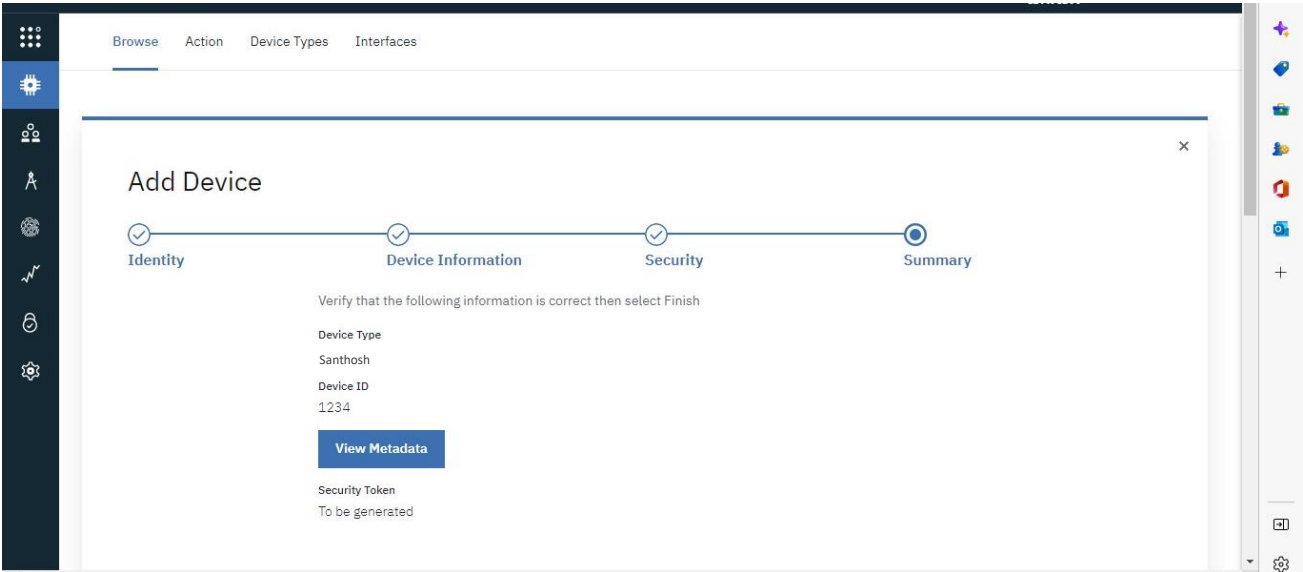 Browse Action Device Types Interfaces
Add Device
Identity Device Information Security Summary
Verify that the following information is correct then select Finish
Device Type
Santhosh
Device ID
1234
View Metadata
Security Token
To be generated